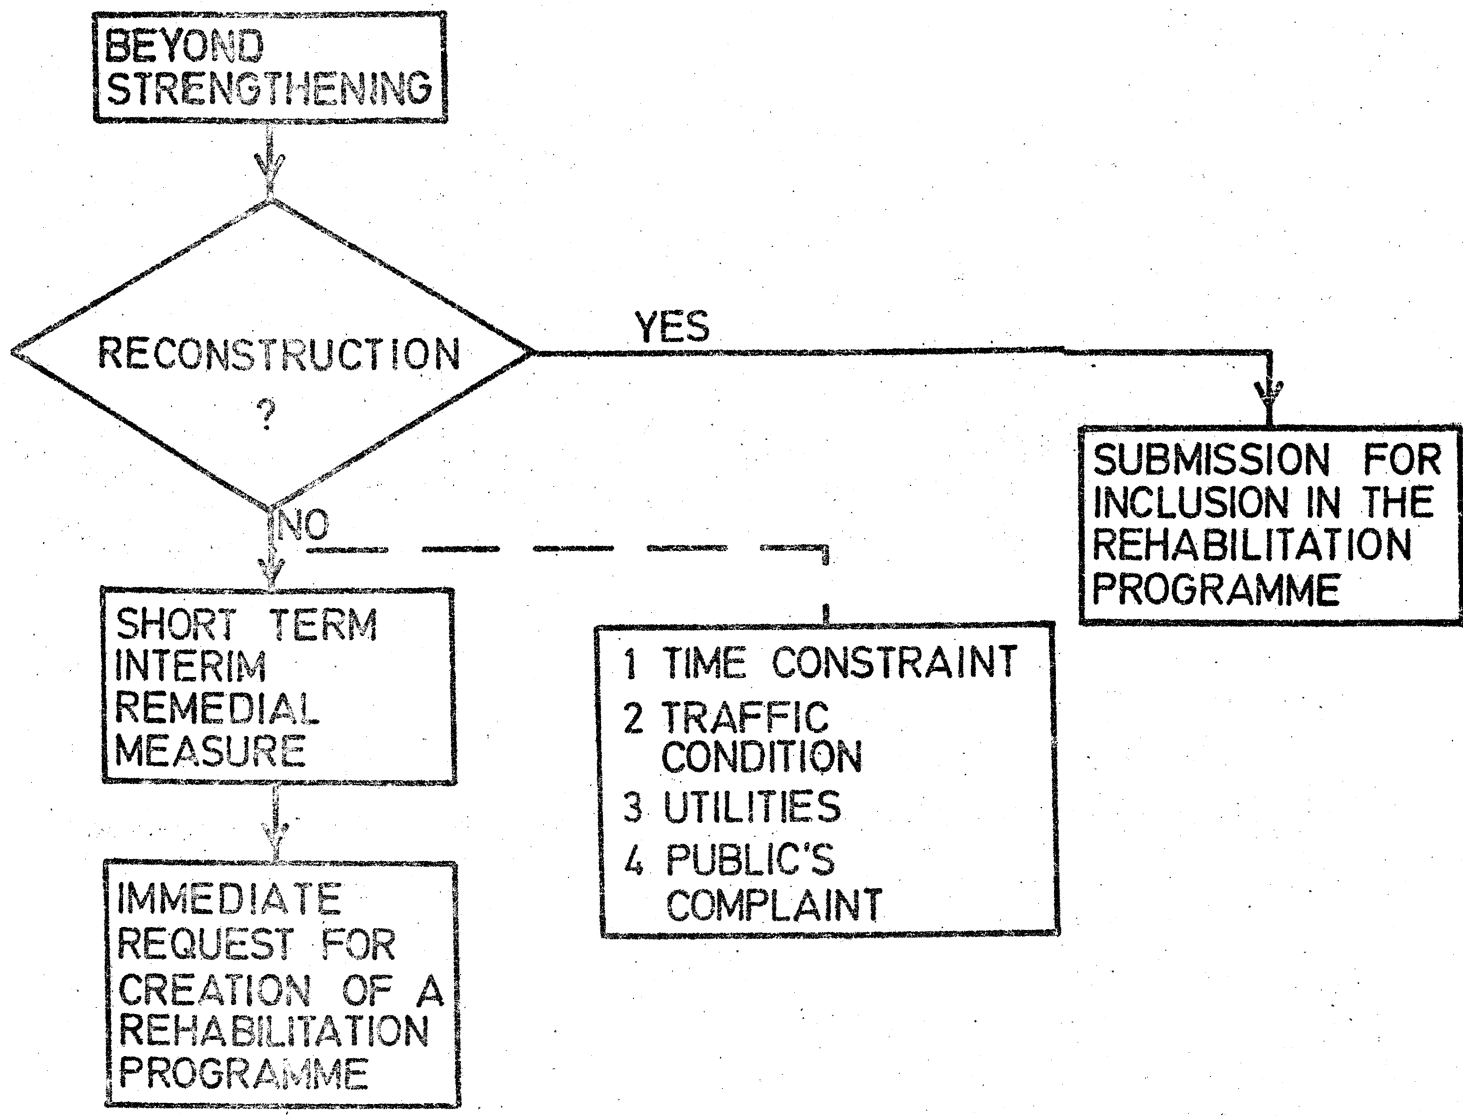 BEYOND
STRENGTHENING
RECONSTRUCTION
?
YES
NO
SUBMISSION FOR
INCLUSION IN THE
REHABILITATION
PROGRAMME
SHORT TERM
INTERIM
REMEDIAL
MEASURE
1 TIME CONSTRAINT
2 TRAFFIC
CONDITION
3 UTILITIES
4 PUBLIC'S
COMPLAINT
IMMEDIATE
REQUEST FOR
CREATION OF A
REHABILITATION
PROGRAMME